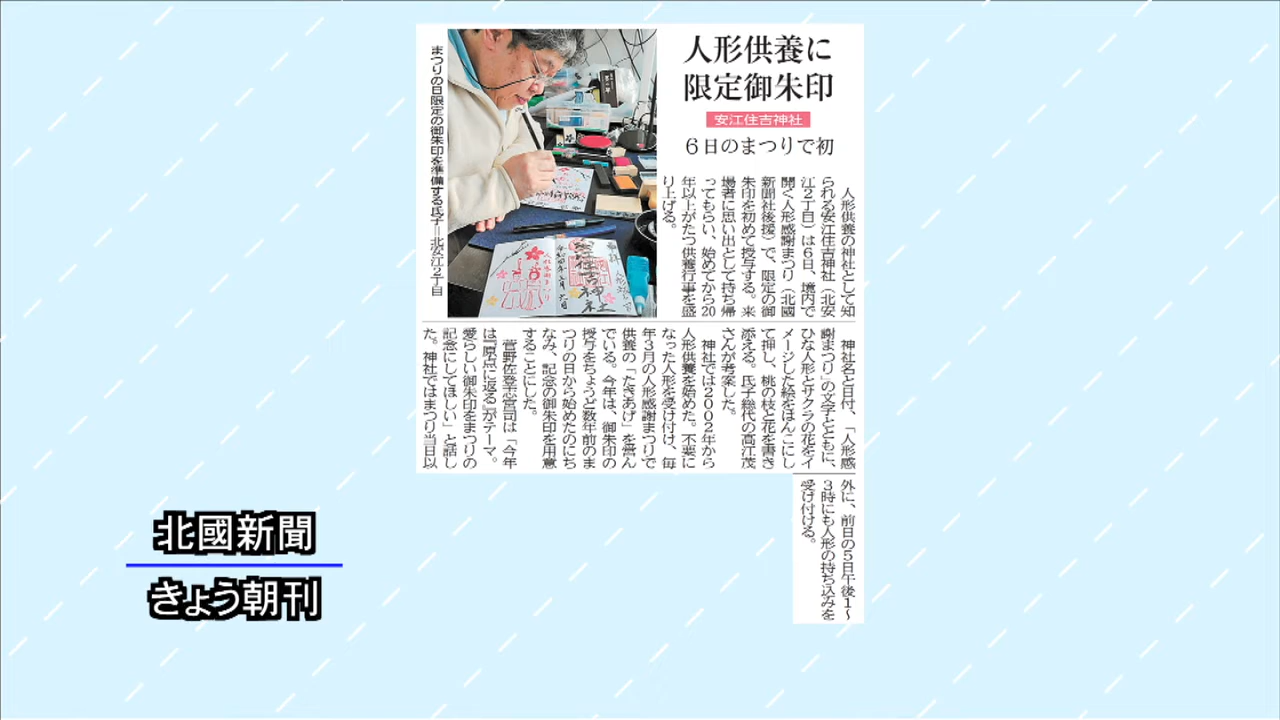 人形供養に
限定御朱印
安江住吉神社
6日のまつりで初
まつりの日限定の御朱印を準備する氏子＝北安江2丁目
人形供養の神社として知
られる安江住吉神社（北安
江2丁目）は6日、境内で
開く人形感謝まつり（北國
新聞社後援）で、限定の御
朱印を初めて授与する。来
場者に思い出として持ち帰
ってもらい、始めてから20
年以上がたつ供養行事を盛
り上げる。
神社名と日付、「人形感
謝まつり」の文字とともに、
ひな人形とサクラの花をイ
メージした絵をはんこにし
て押し、桃の枝と花を書き
添える。氏子総代の高江茂
さんが考案した。
神社では2002年から
人形供養を始めた。不要に
なった人形を受け付け、毎
年3月の人形感謝まつりで
供養の「たきあげ」を営ん
でいる。今年は、御朱印の
授与をちょうど数年前のま
つりの日から始めたのにち
なみ、記念の御朱印を用意
することにした。
菅野佐登志宮司は「今年
は『原点に返る』がテーマ。
愛らしい御朱印をまつりの
記念にしてほしい」と話し
た。神社ではまつり当日以
外に、前日の5日午後1～
3時にも人形の持ち込みを
受け付ける。
北國新聞
きょう朝刊